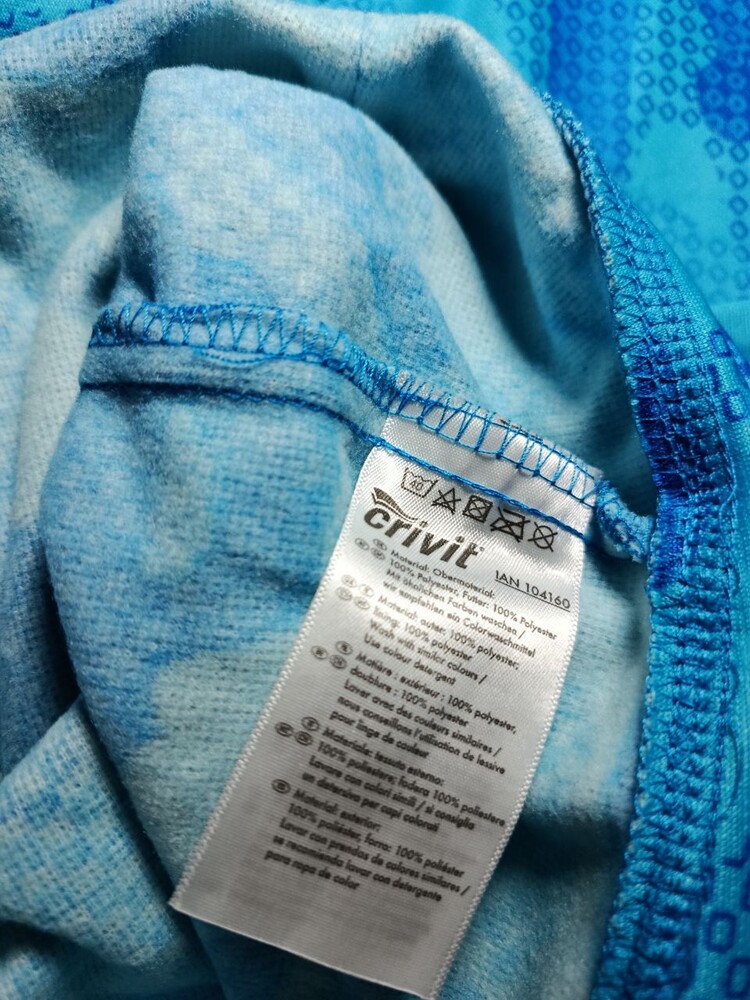 40
crivit
IAN 104160
Material: Obermaterial:
100% Polyester, Futter: 100% Polyester
Mit ähnlichen Farben waschen /
wir empfehlen ein Colorwaschmittel
Material: outer: 100% polyester;
lining: 100% polyester
Wash with similar colours /
Use colour detergent
Matière : extérieur : 100% polyester,
doublure : 100% polyester
Laver avec des couleurs similaires /
nous conseillons l'utilisation de lessive
pour linge de couleur
Materiale: tessuto esterno:
100% poliestere; fodera 100% poliestere
Lavare con colori simili / si consiglia
un detersivo per capi colorati
Material: exterior:
100% poliéster, forro: 100% poliéster
Lavar con prendas de colores similares /
se recomienda lavar con detergente
para ropa de color